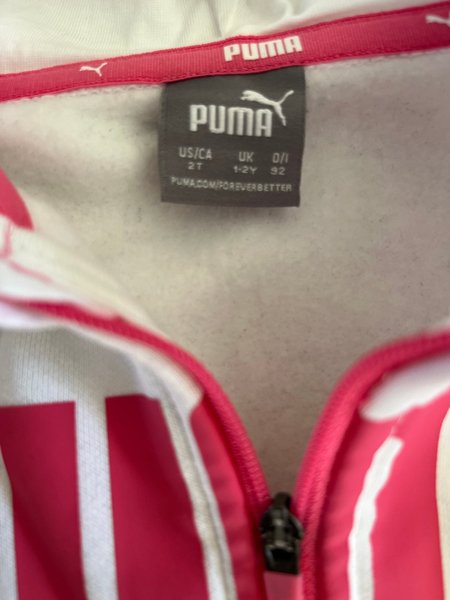 PUMA
PUMA
US/CA UK D/I
2T 1-2Y 92
PUMA.COM/FOREVERBETTER